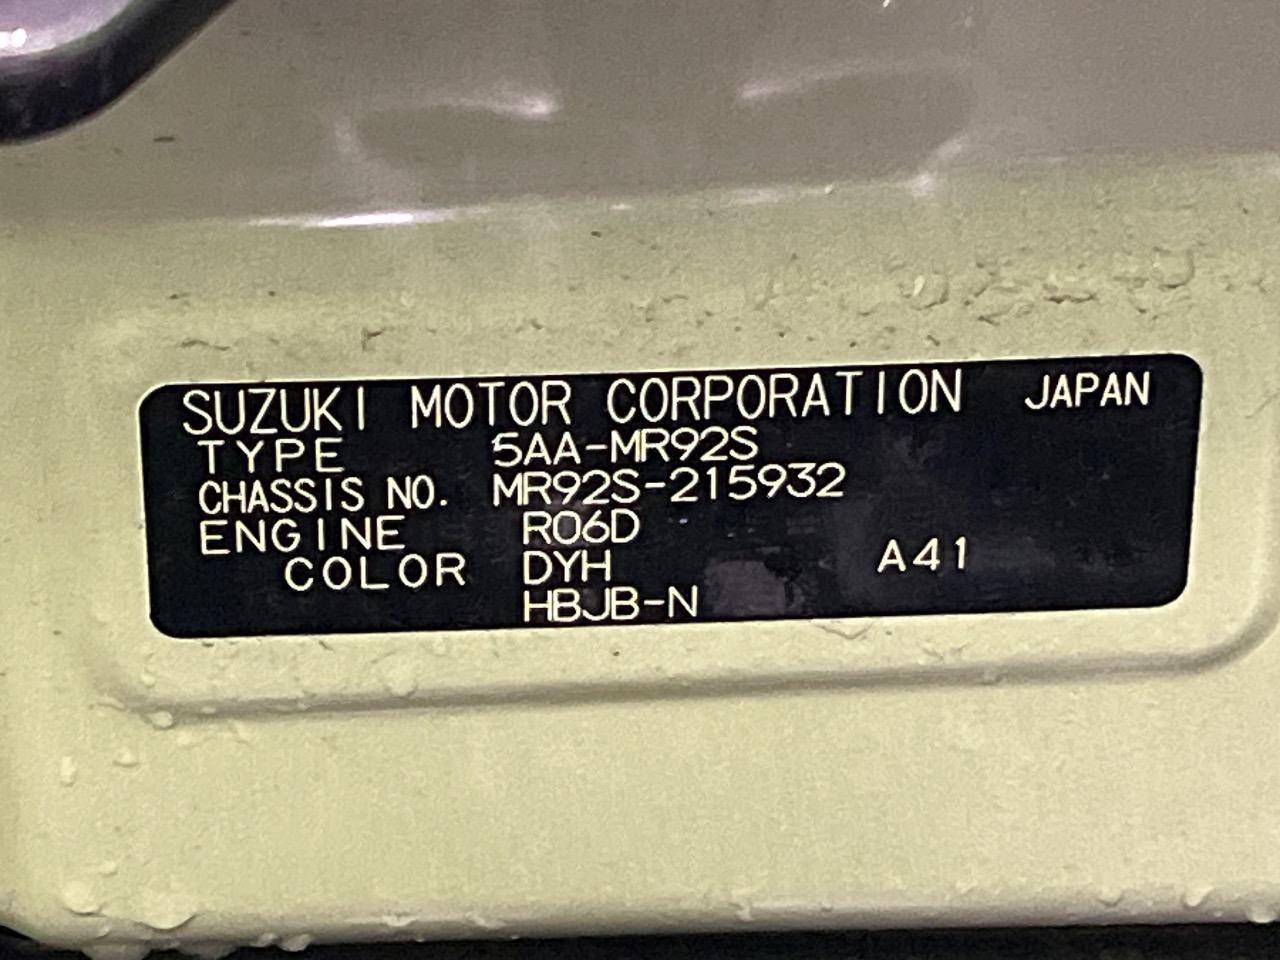 SUZUKI MOTOR CORPORATION JAPAN
TYPE 5AA-MR92S
CHASSIS NO. MR92S-215932
ENGINE R06D
COLOR DYH A41
HBJB-N